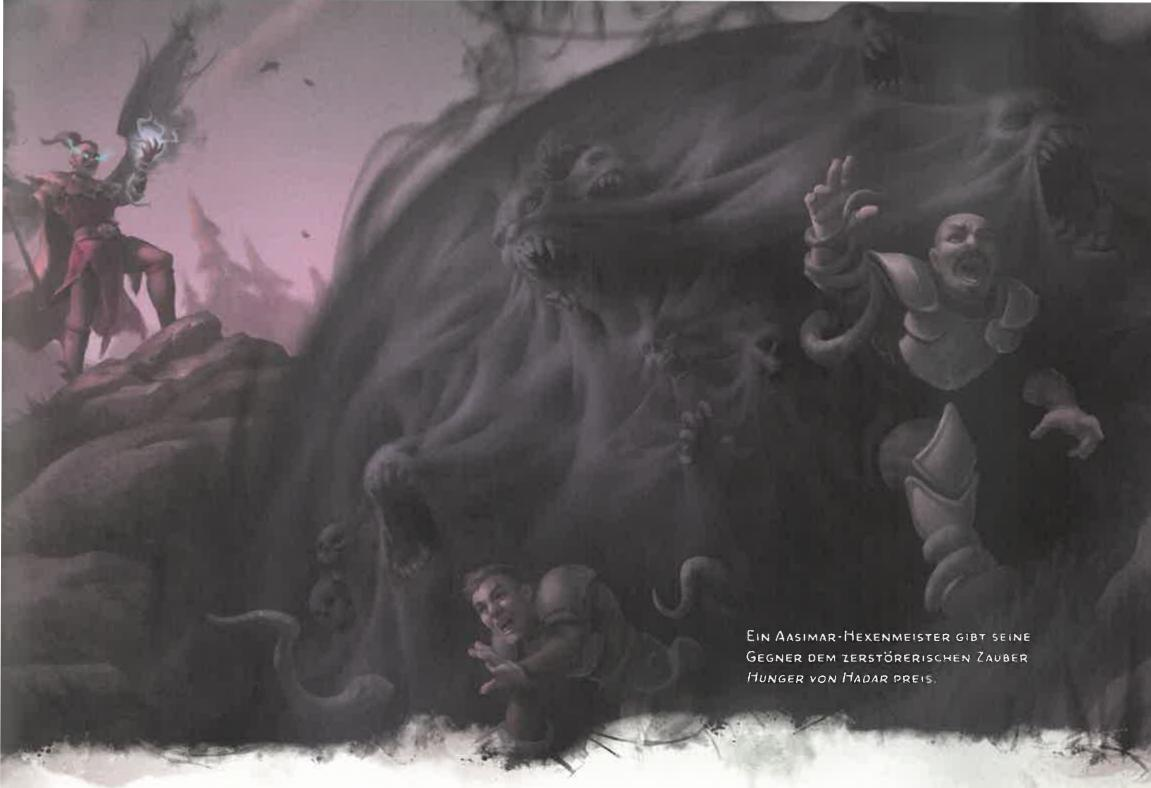 Ein Aasimar-Hexenmeister gibt seine
Gegner dem zerstörerischen Zauber
Hunger von Hadar preis.